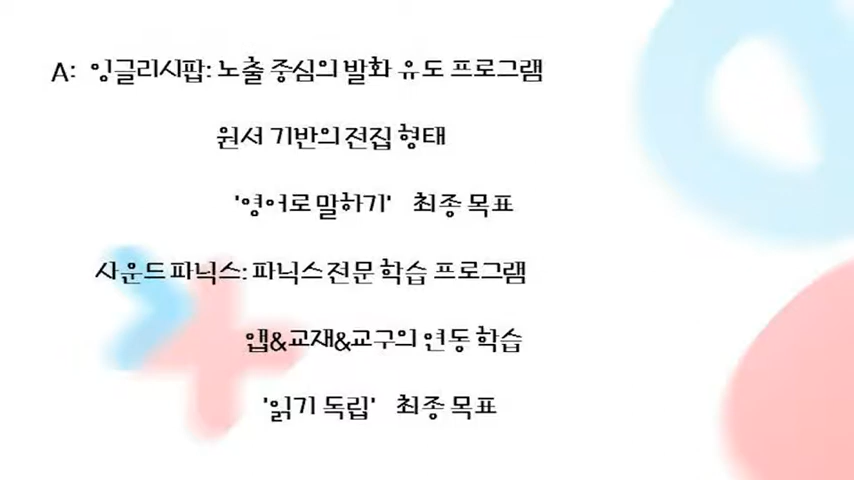 A: 잉글리시팝: 노출 중심의 발화 유도 프로그램
원서 기반의 전집 형태
'영어로 말하기' 최종 목표
사운드파닉스: 파닉스 전문 학습 프로그램
앱&교재&교구의 연동 학습
'읽기 독립' 최종 목표